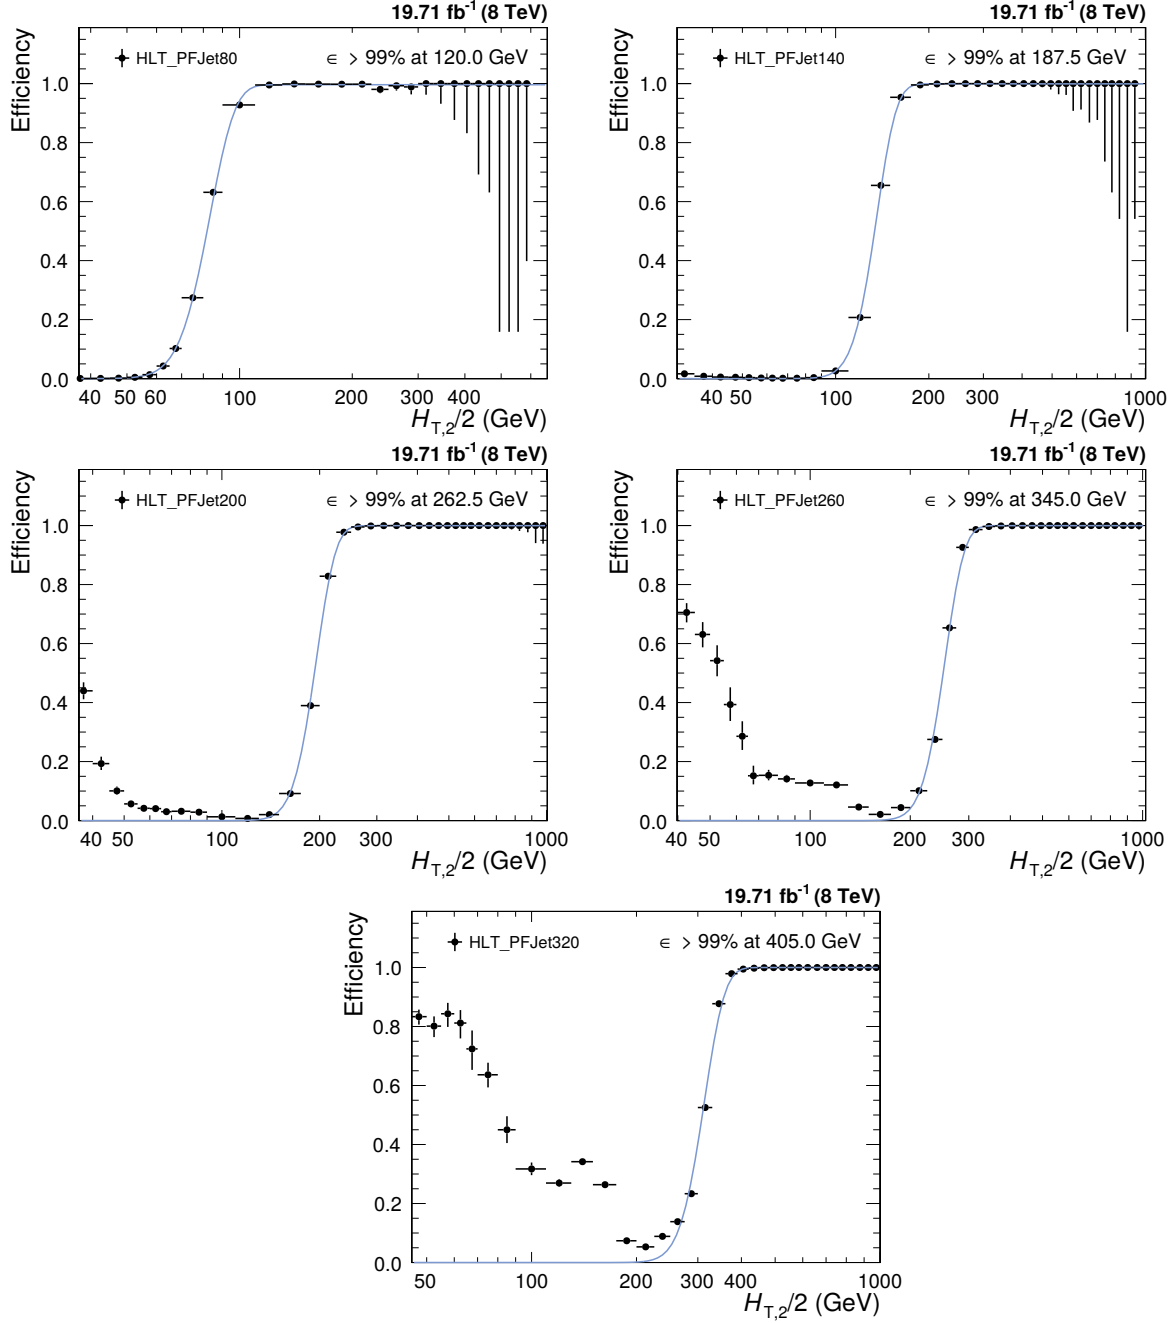 19.71 fb⁻¹ (8 TeV)
Efficiency
HLT_PFJet80
ϵ > 99% at 120.0 GeV
1.0
0.8
0.6
0.4
0.2
0.0
40 50 60 100 200 300 400
H_T,2/2 (GeV)
19.71 fb⁻¹ (8 TeV)
Efficiency
HLT_PFJet140
ϵ > 99% at 187.5 GeV
1.0
0.8
0.6
0.4
0.2
0.0
40 50 100 200 300 1000
H_T,2/2 (GeV)
19.71 fb⁻¹ (8 TeV)
Efficiency
HLT_PFJet200
ϵ > 99% at 262.5 GeV
1.0
0.8
0.6
0.4
0.2
0.0
40 50 100 200 300 1000
H_T,2/2 (GeV)
19.71 fb⁻¹ (8 TeV)
Efficiency
HLT_PFJet260
ϵ > 99% at 345.0 GeV
1.0
0.8
0.6
0.4
0.2
0.0
40 50 100 200 300 1000
H_T,2/2 (GeV)
19.71 fb⁻¹ (8 TeV)
Efficiency
HLT_PFJet320
ϵ > 99% at 405.0 GeV
1.0
0.8
0.6
0.4
0.2
0.0
50 100 200 300 400 1000
H_T,2/2 (GeV)